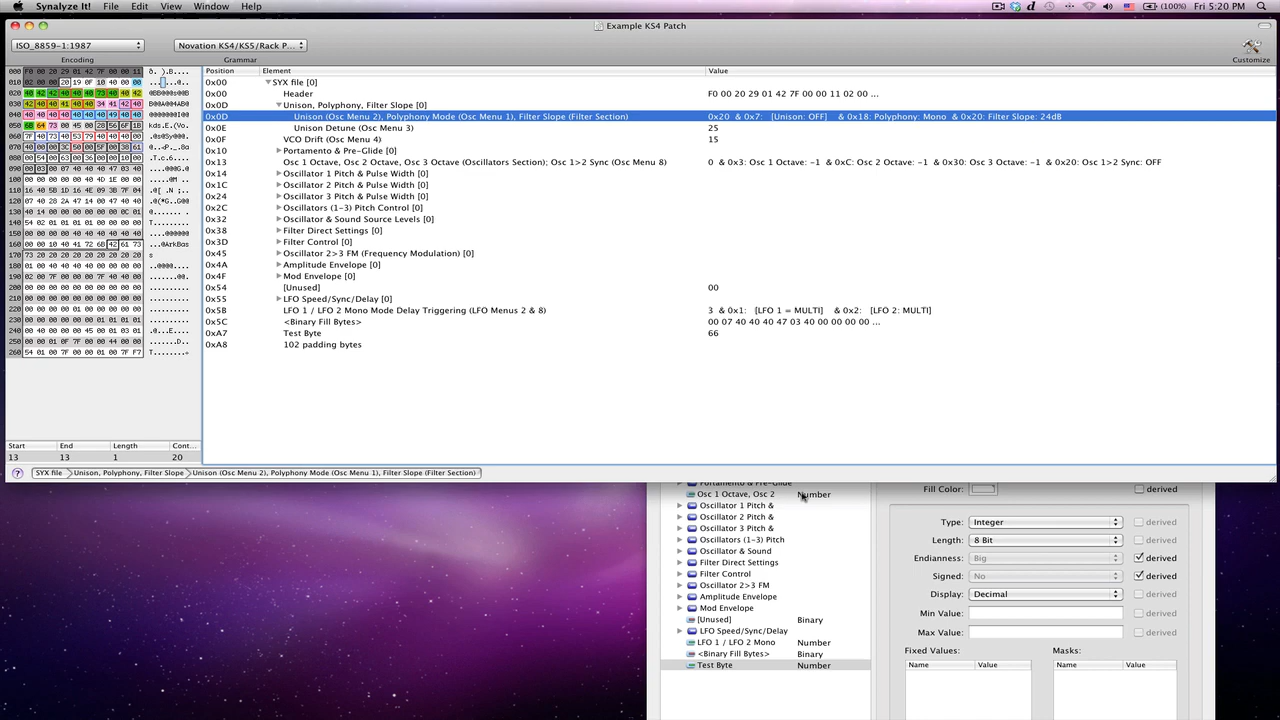 Synalyze It! File Edit View Window Help (100%) Fri 5:20 PM
Example KS4 Patch
ISO_8859-1:1987 Novation KS4/KS5/Rack P...
Encoding Grammar Customize
Position Element Value
0x00 SYX file [0]
0x00 Header F0 00 20 29 01 42 7F 00 00 11 02 00 ...
0x0D Unison, Polyphony, Filter Slope [0]
0x0D Unison (Osc Menu 2), Polyphony Mode (Osc Menu 1), Filter Slope (Filter Section) 0x20 & 0x7: [Unison: OFF] & 0x18: Polyphony: Mono & 0x20: Filter Slope: 24dB
0x0E Unison Detune (Osc Menu 3) 25
0x0F VCO Drift (Osc Menu 4) 15
0x10 Portamento & Pre-Glide [0]
0x13 Osc 1 Octave, Osc 2 Octave, Osc 3 Octave (Oscillators Section); Osc 1>2 Sync (Osc Menu 8) 0 & 0x3: Osc 1 Octave: -1 & 0xC: Osc 2 Octave: -1 & 0x30: Osc 3 Octave: -1 & 0x20: Osc 1>2 Sync: OFF
0x14 Oscillator 1 Pitch & Pulse Width [0]
0x1C Oscillator 2 Pitch & Pulse Width [0]
0x24 Oscillator 3 Pitch & Pulse Width [0]
0x2C Oscillators (1-3) Pitch Control [0]
0x32 Oscillator & Sound Source Levels [0]
0x38 Filter Direct Settings [0]
0x3D Filter Control [0]
0x45 Oscillator 2>3 FM (Frequency Modulation) [0]
0x4A Amplitude Envelope [0]
0x4F Mod Envelope [0]
0x54 [Unused] 00
0x55 LFO Speed/Sync/Delay [0]
0x5B LFO 1 / LFO 2 Mono Mode Delay Triggering (LFO Menus 2 & 8) 3 & 0x1: [LFO 1 = MULTI] & 0x2: [LFO 2: MULTI]
0x5C <Binary Fill Bytes> 00 07 40 40 40 47 03 40 00 00 00 00 ...
0xA7 Test Byte 66
0xA8 102 padding bytes
Start End Length Cont...
13 13 1 20
SYX file Unison, Polyphony, Filter Slope Unison (Osc Menu 2), Polyphony Mode (Osc Menu 1), Filter Slope (Filter Section)
Portamento & Pre-Glide
Osc 1 Octave, Osc 2 Number
Oscillator 1 Pitch &
Oscillator 2 Pitch &
Oscillator 3 Pitch &
Oscillators (1-3) Pitch
Oscillator & Sound
Filter Direct Settings
Filter Control
Oscillator 2>3 FM
Amplitude Envelope
Mod Envelope
[Unused] Binary
LFO Speed/Sync/Delay
LFO 1 / LFO 2 Mono Number
<Binary Fill Bytes> Binary
Test Byte Number
Fill Color: derived
Type: Integer derived
Length: 8 Bit derived
Endianness: Big derived
Signed: No derived
Display: Decimal derived
Min Value:
Max Value:
Fixed Values: Masks:
Name Value Name Value